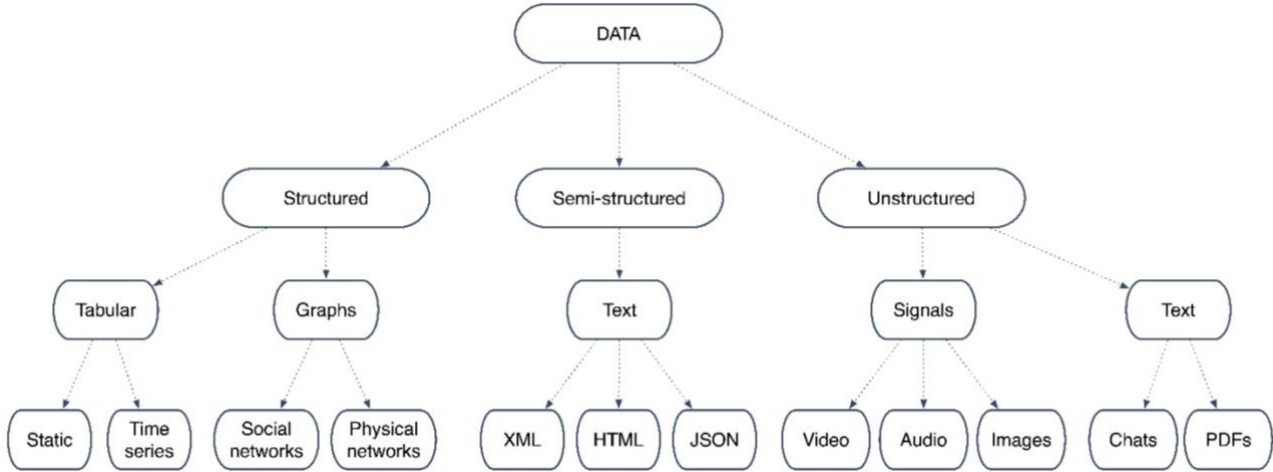 DATA
Structured
Semi-structured
Unstructured
Tabular
Graphs
Text
Signals
Text
Static
Time
series
Social
networks
Physical
networks
XML
HTML
JSON
Video
Audio
Images
Chats
PDFs